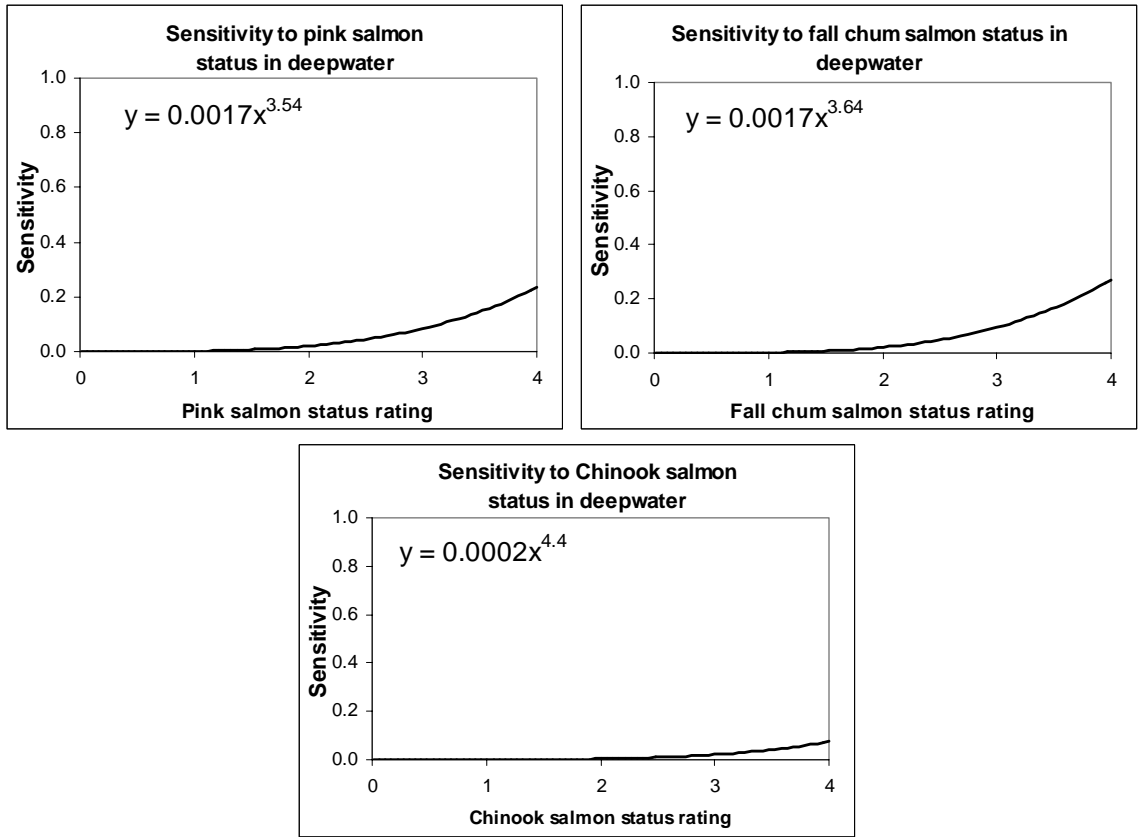 Sensitivity to pink salmon
status in deepwater
y = 0.0017x^3.54
Sensitivity
1.0
0.8
0.6
0.4
0.2
0.0
0 1 2 3 4
Pink salmon status rating
Sensitivity to fall chum salmon status in
deepwater
y = 0.0017x^3.64
Sensitivity
1.0
0.8
0.6
0.4
0.2
0.0
0 1 2 3 4
Fall chum salmon status rating
Sensitivity to Chinook salmon
status in deepwater
y = 0.0002x^4.4
Sensitivity
1.0
0.8
0.6
0.4
0.2
0.0
0 1 2 3 4
Chinook salmon status rating